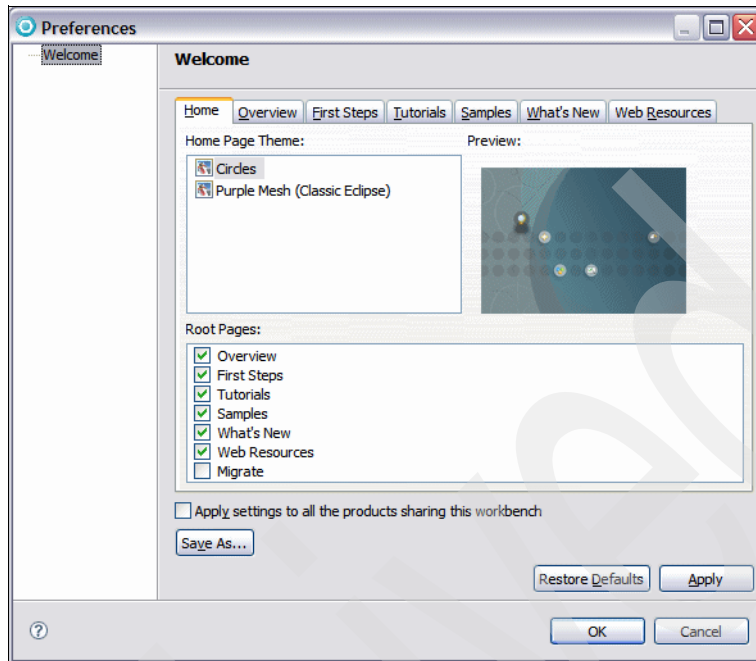 Preferences
Welcome
Welcome
Home Overview First Steps Tutorials Samples What's New Web Resources
Home Page Theme: Preview:
Circles
Purple Mesh (Classic Eclipse)
Root Pages:
Overview
First Steps
Tutorials
Samples
What's New
Web Resources
Migrate
Apply settings to all the products sharing this workbench
Save As...
Restore Defaults Apply
? OK Cancel